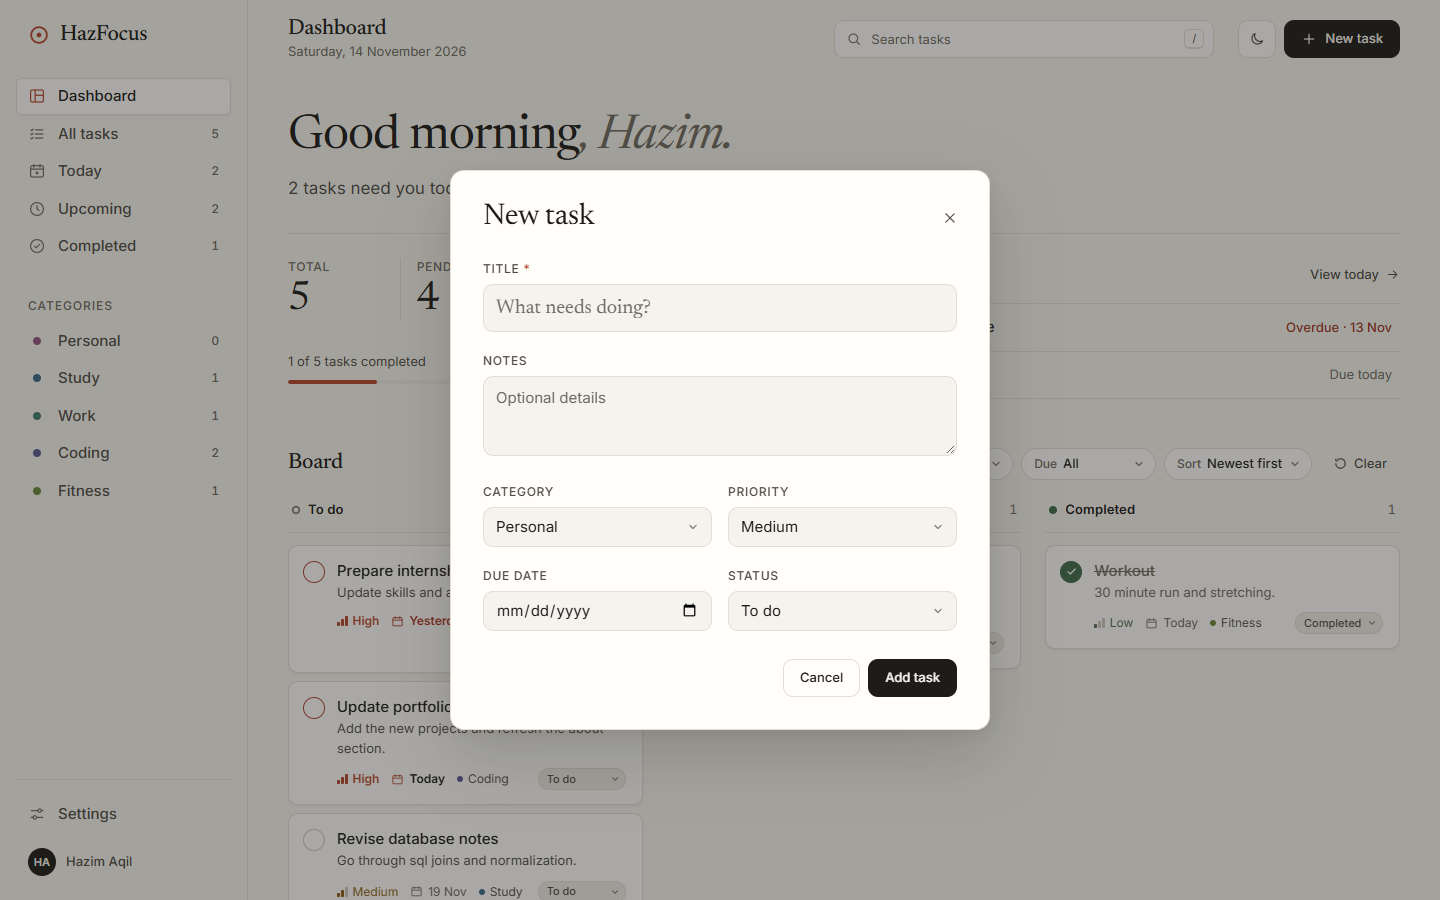 HazFocus
Dashboard
All tasks 5
Today 2
Upcoming 2
Completed 1
CATEGORIES
Personal 0
Study 1
Work 1
Coding 2
Fitness 1
Settings
HA Hazim Aqil
Dashboard
Saturday, 14 November 2026
Search tasks /
New task
Good morning, Hazim.
2 tasks need you
TOTAL
5
4
1 of 5 tasks completed
View today
Overdue · 13 Nov
Due today
Board
Due All
Sort Newest first
Clear
To do
1
Completed 1
Prepare
Update skills and
High
Update portfolio
Add the new projects and refresh the about
section.
High Today Coding To do
Revise database notes
Go through sql joins and normalization.
Medium 19 Nov Study To do
Workout
30 minute run and stretching.
Low Today Fitness Completed
New task
TITLE *
What needs doing?
NOTES
Optional details
CATEGORY PRIORITY
Personal Medium
DUE DATE STATUS
mm/dd/yyyy To do
Cancel Add task